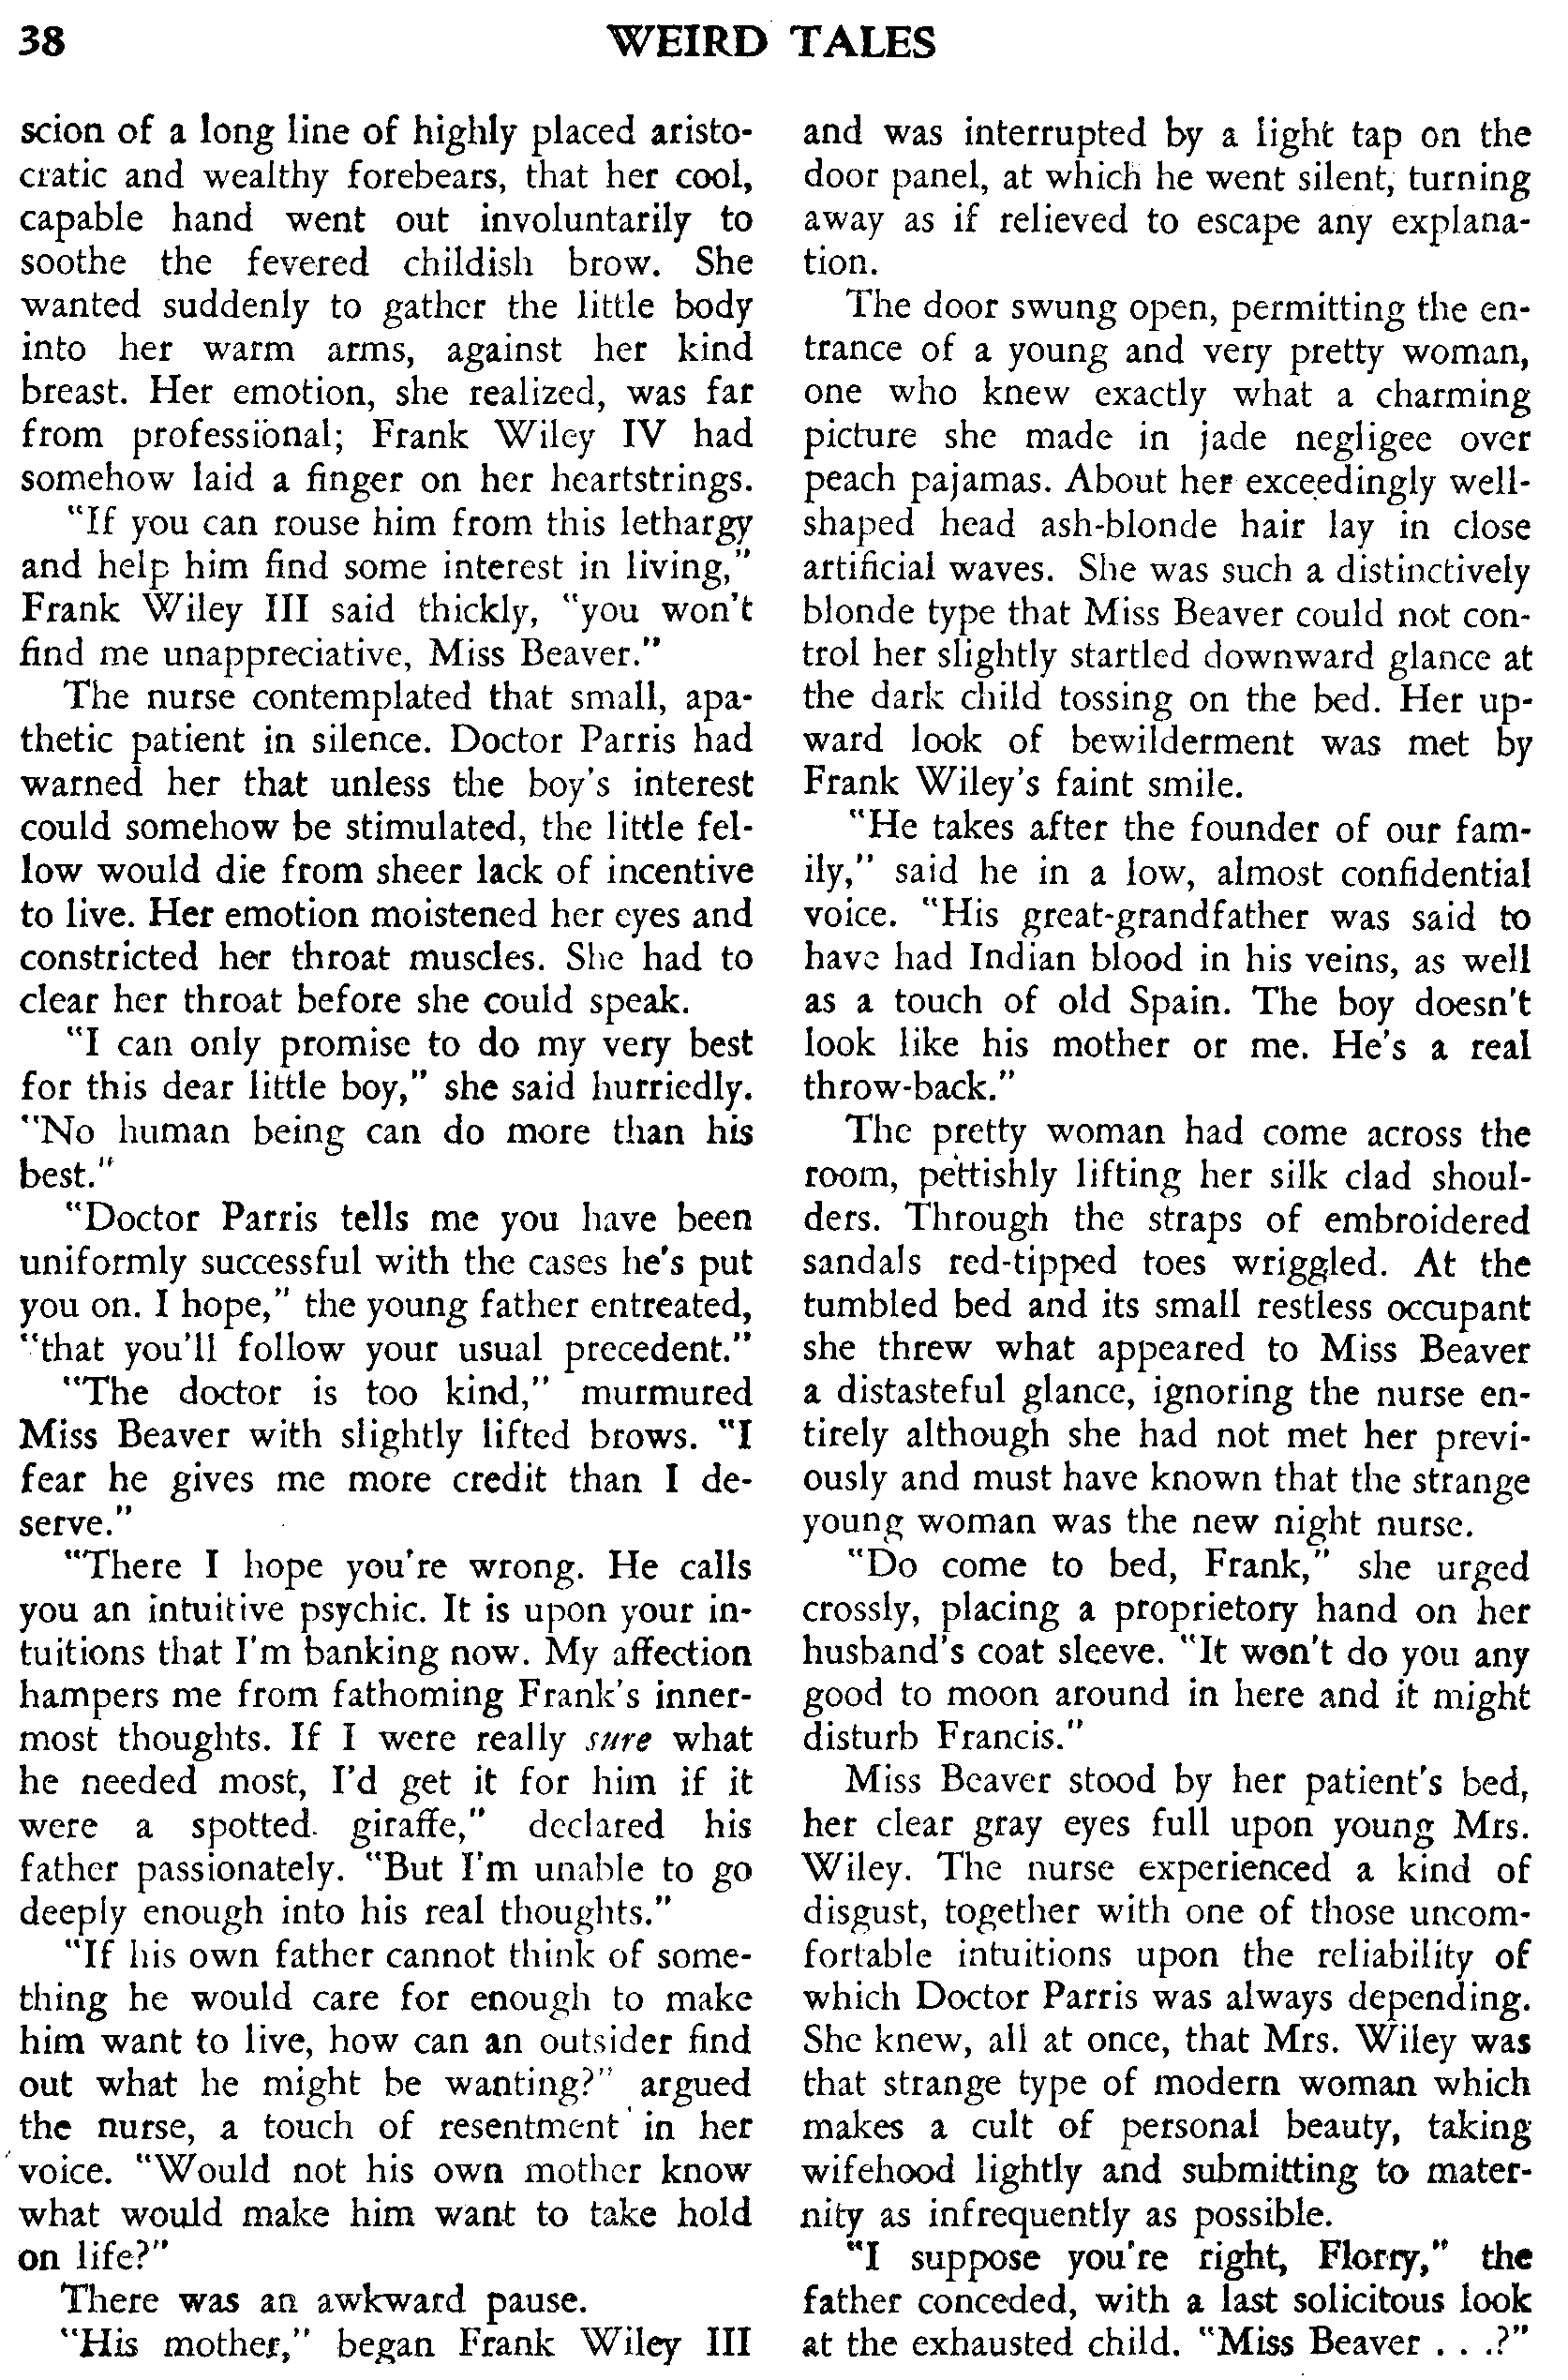 38
WEIRD TALES
scion of a long line of highly placed aristo-
cratic and wealthy forebears, that her cool,
capable hand went out involuntarily to
soothe the fevered childish brow. She
wanted suddenly to gather the little body
into her warm arms, against her kind
breast. Her emotion, she realized, was far
from professional; Frank Wiley IV had
somehow laid a finger on her heartstrings.
"If you can rouse him from this lethargy
and help him find some interest in living,"
Frank Wiley III said thickly, "you won't
find me unappreciative, Miss Beaver."
The nurse contemplated that small, apa-
thetic patient in silence. Doctor Parris had
warned her that unless the boy's interest
could somehow be stimulated, the little fel-
low would die from sheer lack of incentive
to live. Her emotion moistened her eyes and
constricted her throat muscles. She had to
clear her throat before she could speak.
"I can only promise to do my very best
for this dear little boy," she said hurriedly.
"No human being can do more than his
best."
"Doctor Parris tells me you have been
uniformly successful with the cases he's put
you on. I hope," the young father entreated,
"that you'll follow your usual precedent."
"The doctor is too kind," murmured
Miss Beaver with slightly lifted brows. "I
fear he gives me more credit than I de-
serve."
"There I hope you're wrong. He calls
you an intuitive psychic. It is upon your in-
tuitions that I'm banking now. My affection
hampers me from fathoming Frank's inner-
most thoughts. If I were really sure what
he needed most, I'd get it for him if it
were a spotted giraffe," declared his
father passionately. "But I'm unable to go
deeply enough into his real thoughts."
"If his own father cannot think of some-
thing he would care for enough to make
him want to live, how can an outsider find
out what he might be wanting?" argued
the nurse, a touch of resentment in her
voice. "Would not his own mother know
what would make him want to take hold
on life?"
There was an awkward pause.
"His mother," began Frank Wiley III
and was interrupted by a light tap on the
door panel, at which he went silent, turning
away as if relieved to escape any explana-
tion.
The door swung open, permitting the en-
trance of a young and very pretty woman,
one who knew exactly what a charming
picture she made in jade negligee over
peach pajamas. About her exceedingly well-
shaped head ash-blonde hair lay in close
artificial waves. She was such a distinctively
blonde type that Miss Beaver could not con-
trol her slightly startled downward glance at
the dark child tossing on the bed. Her up-
ward look of bewilderment was met by
Frank Wiley's faint smile.
"He takes after the founder of our fam-
ily," said he in a low, almost confidential
voice. "His great-grandfather was said to
have had Indian blood in his veins, as well
as a touch of old Spain. The boy doesn't
look like his mother or me. He's a real
throw-back."
The pretty woman had come across the
room, pettishly lifting her silk clad shoul-
ders. Through the straps of embroidered
sandals red-tipped toes wriggled. At the
tumbled bed and its small restless occupant
she threw what appeared to Miss Beaver
a distasteful glance, ignoring the nurse en-
tirely although she had not met her previ-
ously and must have known that the strange
young woman was the new night nurse.
"Do come to bed, Frank," she urged
crossly, placing a proprietory hand on her
husband's coat sleeve. "It won't do you any
good to moon around in here and it might
disturb Francis."
Miss Beaver stood by her patient's bed,
her clear gray eyes full upon young Mrs.
Wiley. The nurse experienced a kind of
disgust, together with one of those uncom-
fortable intuitions upon the reliability of
which Doctor Parris was always depending.
She knew, all at once, that Mrs. Wiley was
that strange type of modern woman which
makes a cult of personal beauty, taking
wifehood lightly and submitting to mater-
nity as infrequently as possible.
"I suppose you're right, Florry," the
father conceded, with a last solicitous look
at the exhausted child. "Miss Beaver . . .?"